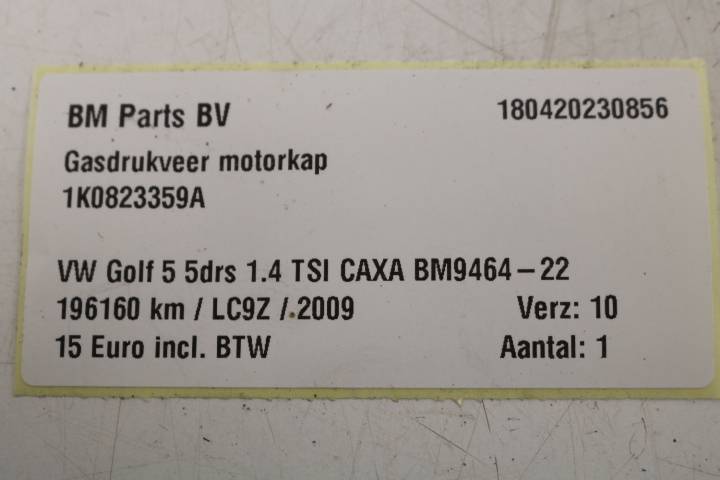 BM Parts BV 180420230856
Gasdrukveer motorkap
1K0823359A
VW Golf 5 5drs 1.4 TSI CAXA BM9464-22
196160 km / LC9Z / 2009 Verz: 10
15 Euro incl. BTW Aantal: 1